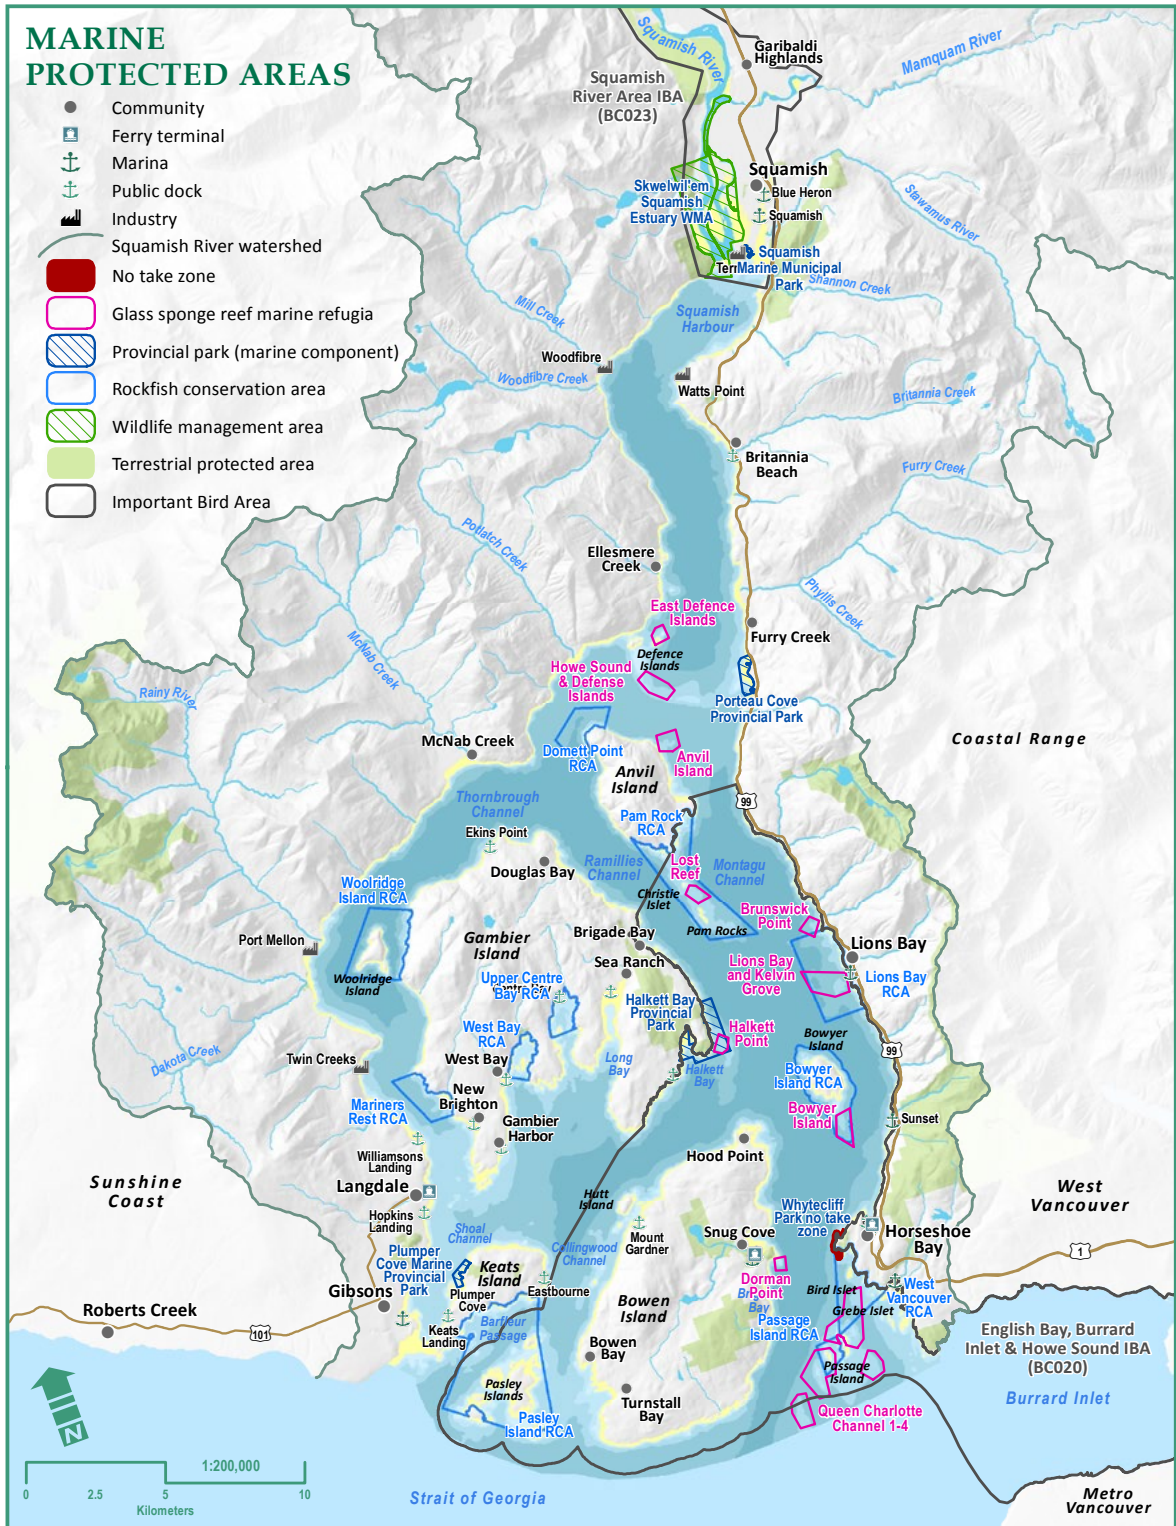 MARINE
PROTECTED AREAS
Community
Ferry terminal
Marina
Public dock
Industry
Squamish River watershed
No take zone
Glass sponge reef marine refugia
Provincial park (marine component)
Rockfish conservation area
Wildlife management area
Terrestrial protected area
Important Bird Area
Squamish River
Garibaldi
Highlands
Mamquam River
Squamish
River Area IBA
(BC023)
Squamish
Blue Heron
Squamish
Skwelwil'em
Squamish
Estuary WMA
Stawamus River
Squamish
Marine Municipal
Park
Shannon Creek
Squamish
Harbour
Mill Creek
Woodfibre
Woodfibre Creek
Watts Point
Britannia Creek
Britannia
Beach
Furry Creek
Potlatch Creek
Ellesmere
Creek
Phyllis Creek
East Defence
Islands
Furry Creek
Defence
Islands
McNab Creek
Howe Sound
& Defense
Islands
Porteau Cove
Provincial Park
Rainy River
McNab Creek
Domett Point
RCA
Anvil
Island
Anvil
Island
Coastal Range
Thornbrough
Channel
99
Pam Rock
RCA
Ekins Point
Douglas Bay
Ramillies
Channel
Lost
Reef
Montagu
Channel
Woolridge
Island RCA
Christie
Islet
Brunswick
Point
Pam Rocks
Port Mellon
Gambier
Island
Brigade Bay
Lions Bay
Sea Ranch
Lions Bay
and Kelvin
Grove
Lions Bay
RCA
Woolridge
Island
Upper Centre
Bay RCA
Halkett Bay
Provincial
Park
Halkett
Point
Bowyer
Island
99
West Bay
RCA
Dakota Creek
Twin Creeks
West Bay
Long
Bay
Halkett
Bay
Bowyer
Island RCA
Mariners
Rest RCA
New
Brighton
Bowyer
Island
Sunset
Gambier
Harbor
Hood Point
Williamsons
Landing
Sunshine
Coast
Langdale
Hutt
Island
Whytecliff
Park no take
zone
West
Vancouver
Hopkins
Landing
Shoal
Channel
Mount
Gardner
Snug Cove
Horseshoe
Bay
1
Plumper
Cove Marine
Provincial
Park
Collingwood
Channel
Keats
Island
Dorman
Point
Bird Islet
West
Vancouver
RCA
Plumper
Cove
Eastbourne
Gibsons
Bowen
Island
Bay
Grebe Islet
Roberts Creek
101
Keats
Landing
Barfleur
Passage
Passage
Island RCA
English Bay, Burrard
Inlet & Howe Sound IBA
(BC020)
Bowen
Bay
Passage
Island
Pasley
Islands
Turnstall
Bay
Burrard Inlet
Pasley
Island RCA
Queen Charlotte
Channel 1-4
N
1:200,000
0
2.5
5
10
Kilometers
Strait of Georgia
Metro
Vancouver